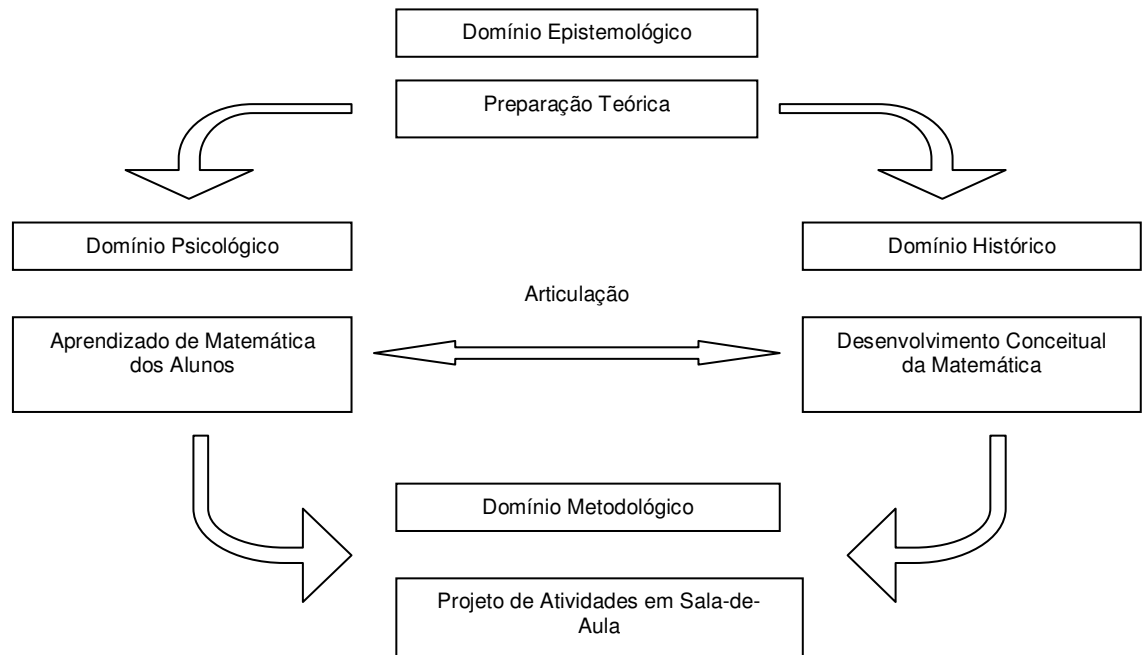 Domínio Epistemológico
Preparação Teórica
Domínio Psicológico
Domínio Histórico
Articulação
Aprendizado de Matemática
dos Alunos
Desenvolvimento Conceitual
da Matemática
Domínio Metodológico
Projeto de Atividades em Sala-de-
Aula